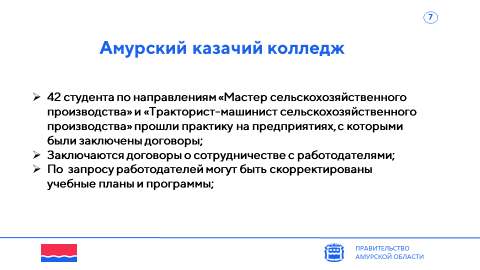 7
Амурский казачий колледж
➢ 42 студента по направлениям «Мастер сельскохозяйственного
производства» и «Тракторист-машинист сельскохозяйственного
производства» прошли практику на предприятиях, с которыми
были заключены договоры;
➢ Заключаются договоры о сотрудничестве с работодателями;
➢ По запросу работодателей могут быть скорректированы
учебные планы и программы;
ПРАВИТЕЛЬСТВО
АМУРСКОЙ ОБЛАСТИ